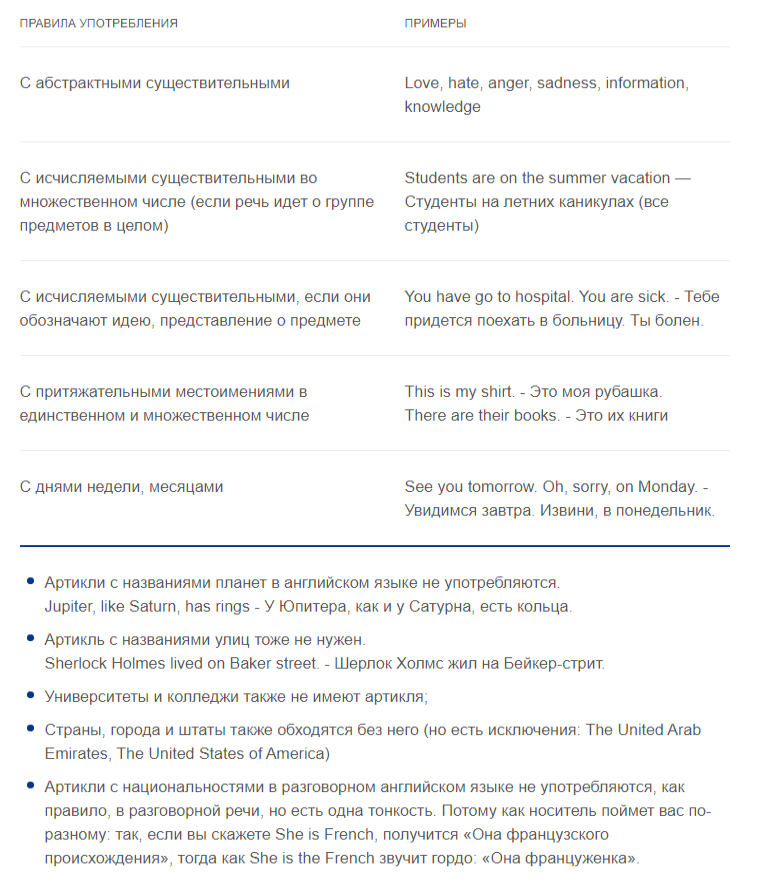 ПРАВИЛА УПОТРЕБЛЕНИЯ
ПРИМЕРЫ
С абстрактными существительными
Love, hate, anger, sadness, information,
knowledge
С исчисляемыми существительными во
множественном числе (если речь идет о группе
предметов в целом)
Students are on the summer vacation —
Студенты на летних каникулах (все
студенты)
С исчисляемыми существительными, если они
обозначают идею, представление о предмете
You have go to hospital. You are sick. - Тебе
придется поехать в больницу. Ты болен.
С притяжательными местоимениями в
единственном и множественном числе
This is my shirt. - Это моя рубашка.
There are their books. - Это их книги
С днями недели, месяцами
See you tomorrow. Oh, sorry, on Monday. -
Увидимся завтра. Извини, в понедельник.
Артикли с названиями планет в английском языке не употребляются.
Jupiter, like Saturn, has rings - У Юпитера, как и у Сатурна, есть кольца.
Артикль с названиями улиц тоже не нужен.
Sherlock Holmes lived on Baker street. - Шерлок Холмс жил на Бейкер-стрит.
Университеты и колледжи также не имеют артикля;
Страны, города и штаты также обходятся без него (но есть исключения: The United Arab
Emirates, The United States of America)
Артикли с национальностями в разговорном английском языке не употребляются, как
правило, в разговорной речи, но есть одна тонкость. Потому как носитель поймет вас по-
разному: так, если вы скажете She is French, получится «Она французского
происхождения», тогда как She is the French звучит гордо: «Она француженка».